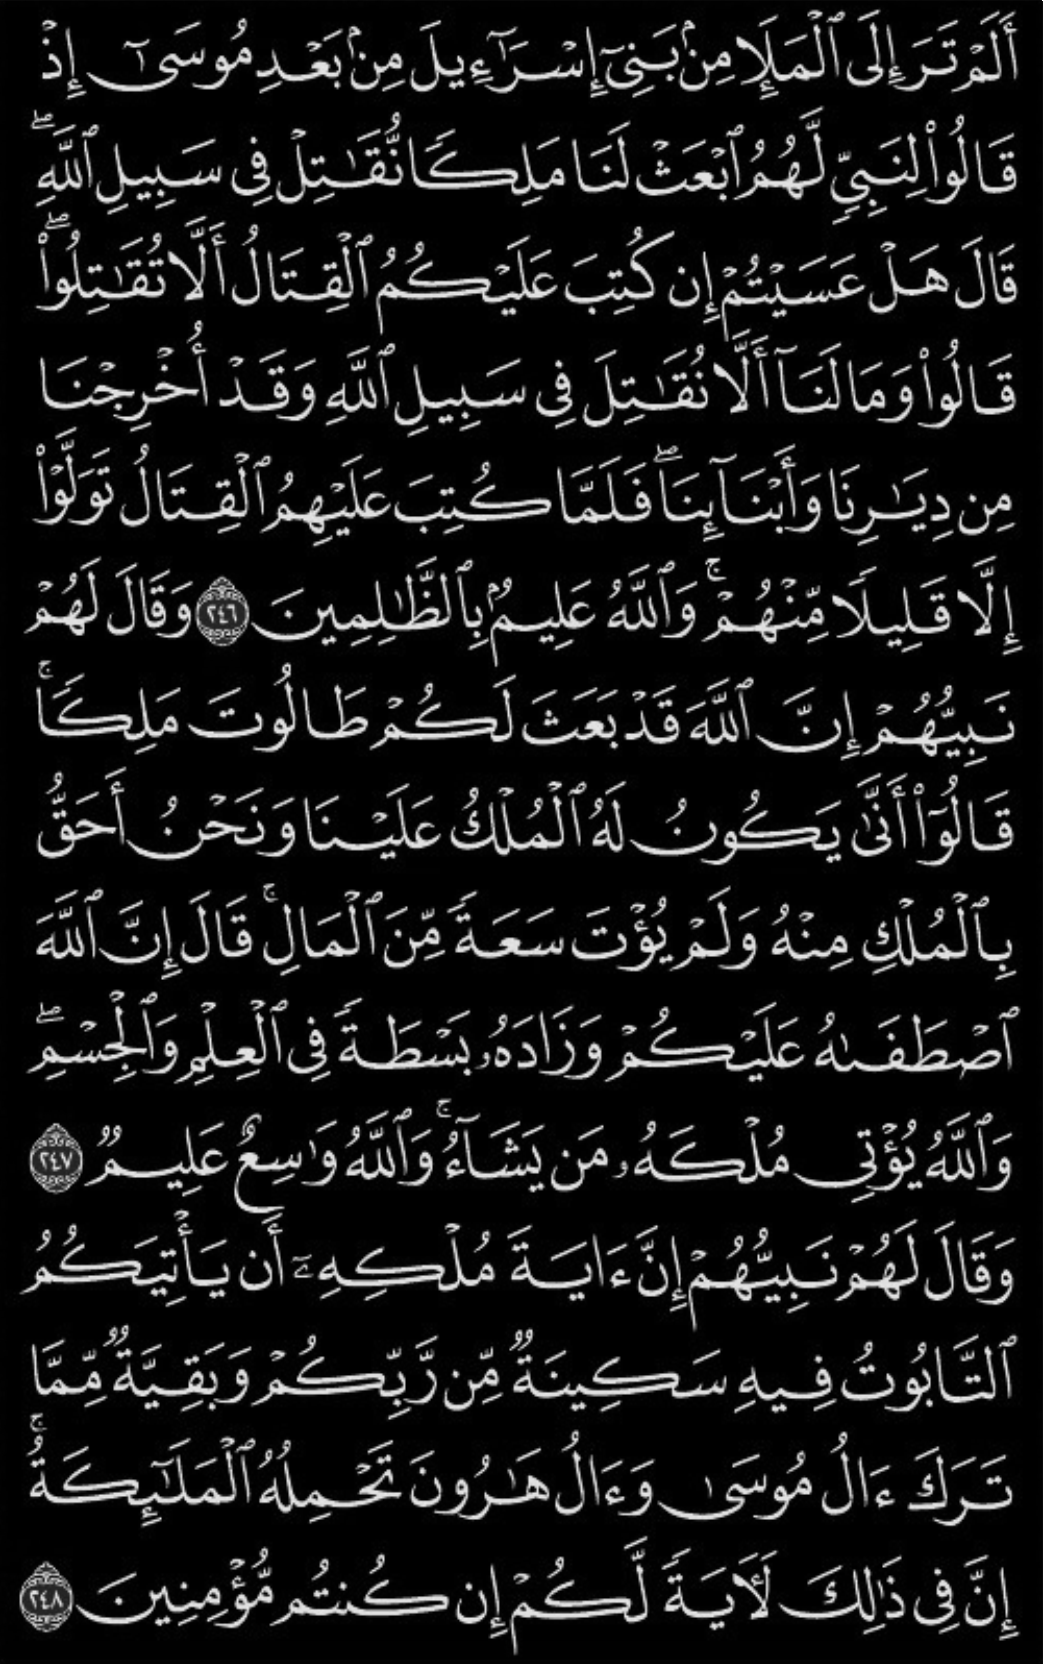 أَلَمْ تَرَ إِلَى ٱلْمَلَإِ مِنۢ بَنِىٓ إِسْرَٰٓءِيلَ مِنۢ بَعْدِ مُوسَىٰٓ إِذْ
قَالُوا۟ لِنَبِىٍّ لَّهُمُ ٱبْعَثْ لَنَا مَلِكًا نُّقَٰتِلْ فِى سَبِيلِ ٱللَّهِ ۖ
قَالَ هَلْ عَسَيْتُمْ إِن كُتِبَ عَلَيْكُمُ ٱلْقِتَالُ أَلَّا تُقَٰتِلُوا۟ ۖ
قَالُوا۟ وَمَا لَنَآ أَلَّا نُقَٰتِلَ فِى سَبِيلِ ٱللَّهِ وَقَدْ أُخْرِجْنَا
مِن دِيَٰرِنَا وَأَبْنَآئِنَا ۖ فَلَمَّا كُتِبَ عَلَيْهِمُ ٱلْقِتَالُ تَوَلَّوْا۟
إِلَّا قَلِيلًا مِّنْهُمْ ۚ وَٱللَّهُ عَلِيمٌۢ بِٱلظَّٰلِمِينَ ٢٤٦ وَقَالَ لَهُمْ
نَبِيُّهُمْ إِنَّ ٱللَّهَ قَدْ بَعَثَ لَكُمْ طَالُوتَ مَلِكًا ۚ
قَالُوٓا۟ أَنَّىٰ يَكُونُ لَهُ ٱلْمُلْكُ عَلَيْنَا وَنَحْنُ أَحَقُّ
بِٱلْمُلْكِ مِنْهُ وَلَمْ يُؤْتَ سَعَةً مِّنَ ٱلْمَالِ ۚ قَالَ إِنَّ ٱللَّهَ
ٱصْطَفَىٰهُ عَلَيْكُمْ وَزَادَهُۥ بَسْطَةً فِى ٱلْعِلْمِ وَٱلْجِسْمِ ۖ
وَٱللَّهُ يُؤْتِى مُلْكَهُۥ مَن يَشَآءُ ۚ وَٱللَّهُ وَٰسِعٌ عَلِيمٌ ٢٤٧
وَقَالَ لَهُمْ نَبِيُّهُمْ إِنَّ ءَايَةَ مُلْكِهِۦٓ أَن يَأْتِيَكُمُ
ٱلتَّابُوتُ فِيهِ سَكِينَةٌ مِّن رَّبِّكُمْ وَبَقِيَّةٌ مِّمَّا
تَرَكَ ءَالُ مُوسَىٰ وَءَالُ هَٰرُونَ تَحْمِلُهُ ٱلْمَلَٰٓئِكَةُ ۚ
إِنَّ فِى ذَٰلِكَ لَءَايَةً لَّكُمْ إِن كُنتُم مُّؤْمِنِينَ ٢٤٨